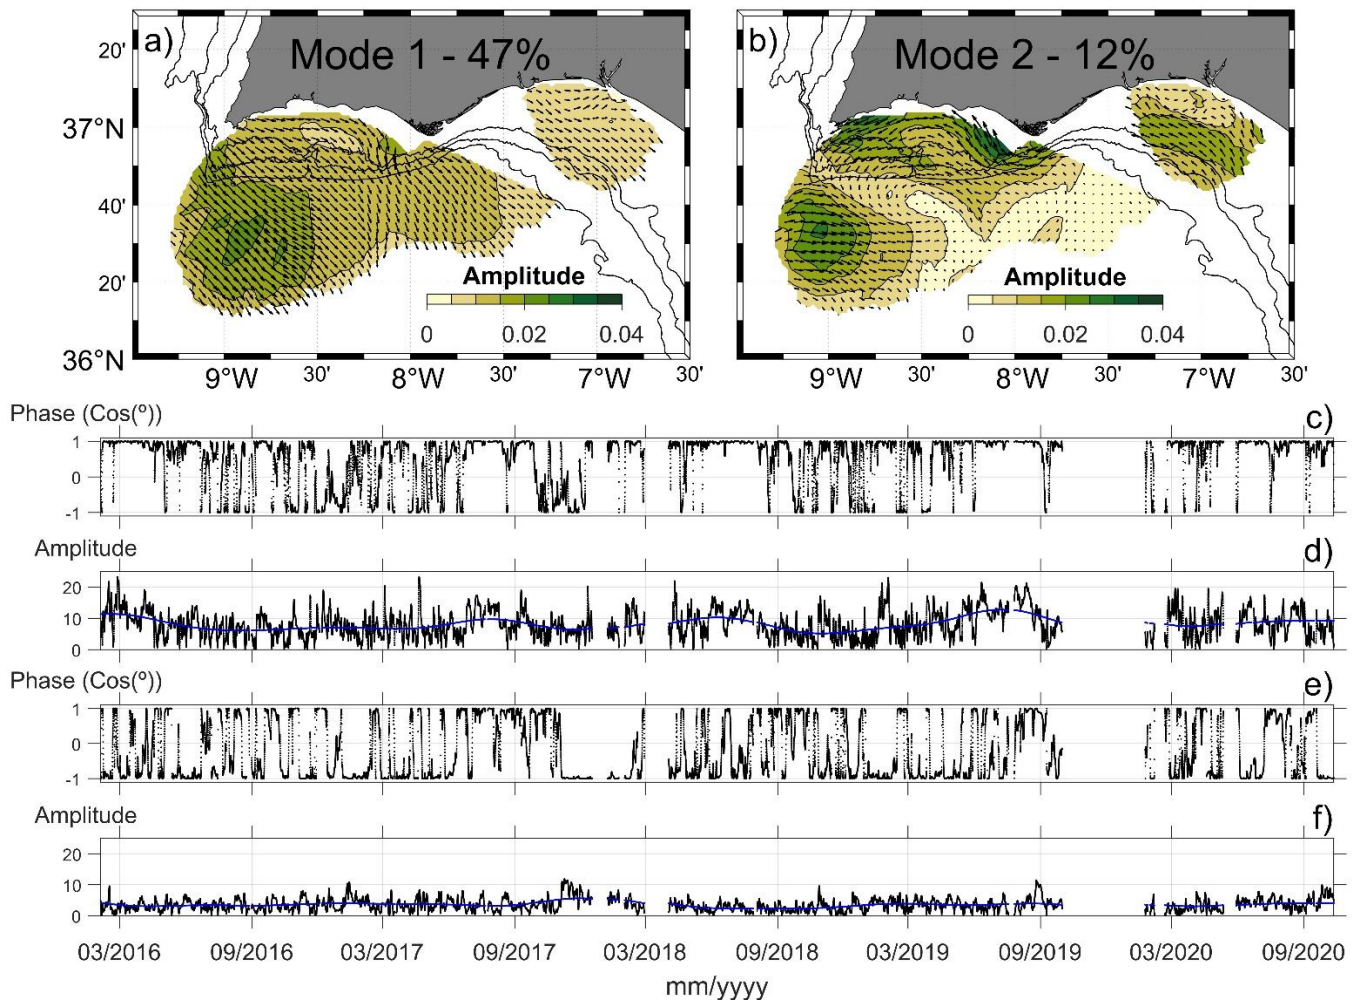 a)
Mode 1 - 47%
20'
37°N
40'
20'
36°N
Amplitude
0 0.02 0.04
9°W 30' 8°W 30' 7°W 30'
b)
Mode 2 - 12%
Amplitude
0 0.02 0.04
9°W 30' 8°W 30' 7°W 30'
Phase (Cos(º))
c)
1
0
-1
Amplitude
d)
20
10
0
Phase (Cos(º))
e)
1
0
-1
Amplitude
f)
20
10
0
03/2016 09/2016 03/2017 09/2017 03/2018 09/2018 03/2019 09/2019 03/2020 09/2020
mm/yyyy